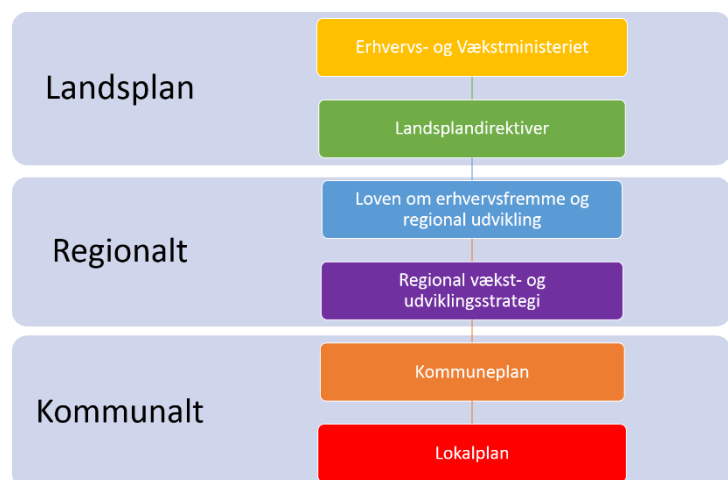 Landsplan
Erhvervs- og Vækstministeriet
Landsplandirektiver
Regionalt
Loven om erhvervsfremme og
regional udvikling
Regional vækst- og
udviklingsstrategi
Kommunalt
Kommuneplan
Lokalplan